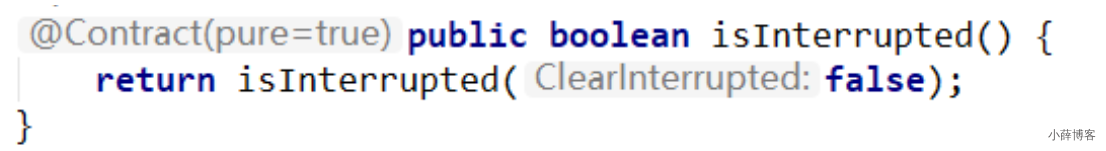 @Contract(pure=true) public boolean isInterrupted() {
return isInterrupted( ClearInterrupted: false);
}
小薛博客